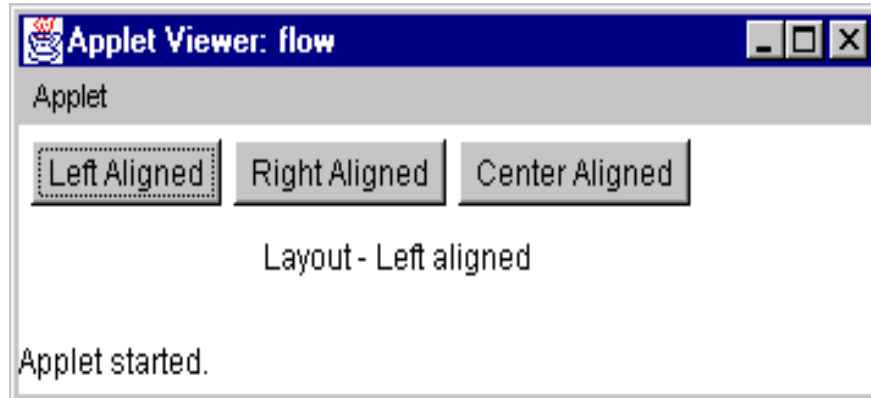 Applet Viewer: flow
Applet
Left Aligned Right Aligned Center Aligned
Layout - Left aligned
Applet started.